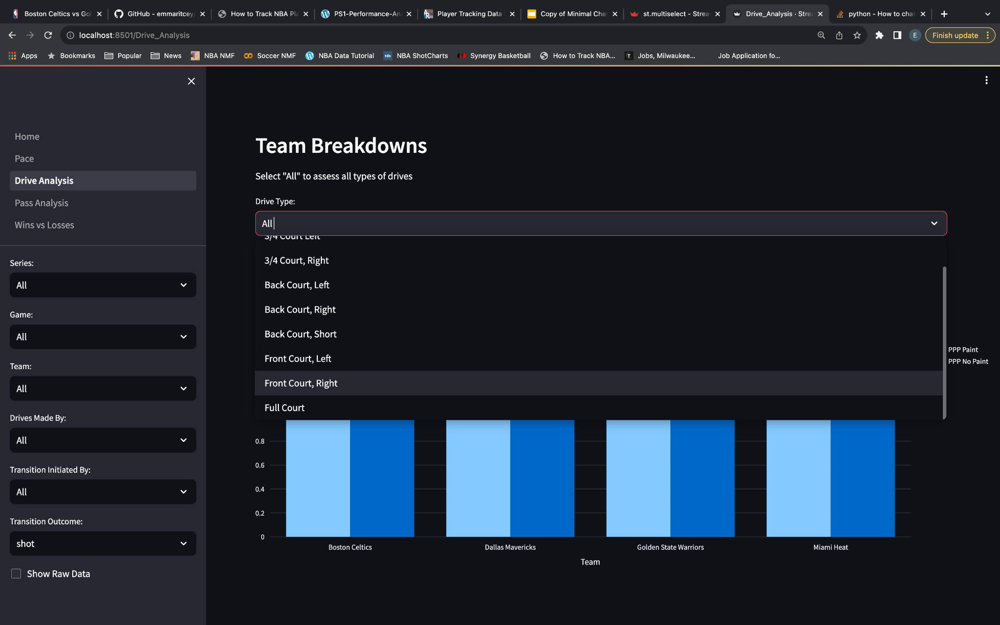 Boston Celtics vs Gol
GitHub - emmaritcey/
How to Track NBA Pla
PS1-Performance-An
Player Tracking Data
Copy of Minimal Char
st.multiselect - Strea
Drive_Analysis · Strea
python - How to chan
localhost:8501/Drive_Analysis
E
Finish update
Apps
Bookmarks
Popular
News
NBA NMF
Soccer NMF
NBA Data Tutorial
tds
NBA ShotCharts
Synergy Basketball
How to Track NBA...
T
Jobs, Milwaukee...
Job Application fo...
Home
Pace
Drive Analysis
Pass Analysis
Wins vs Losses
Series:
All
Game:
All
Team:
All
Drives Made By:
All
Transition Initiated By:
All
Transition Outcome:
shot
Show Raw Data
Team Breakdowns
Select "All" to assess all types of drives
Drive Type:
All
3/4 Court Left
3/4 Court, Right
Back Court, Left
Back Court, Right
Back Court, Short
Front Court, Left
Front Court, Right
Full Court
PPP Paint
PPP No Paint
0.8
0.6
0.4
0.2
0
Boston Celtics
Dallas Mavericks
Golden State Warriors
Miami Heat
Team